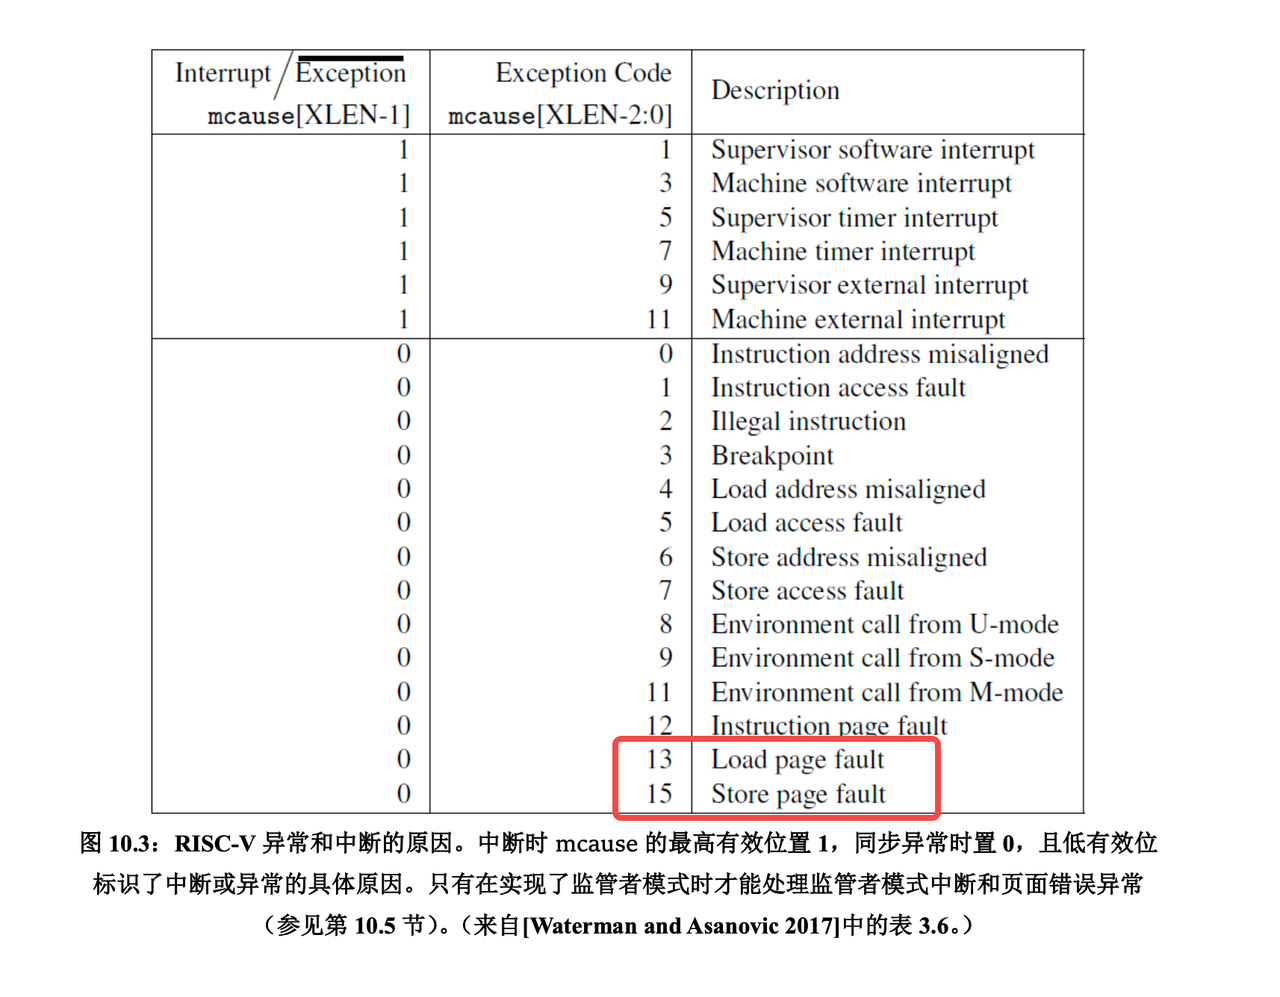 Interrupt / Exception Exception Code Description
mcause[XLEN-1] mcause[XLEN-2:0]
1 1 Supervisor software interrupt
1 3 Machine software interrupt
1 5 Supervisor timer interrupt
1 7 Machine timer interrupt
1 9 Supervisor external interrupt
1 11 Machine external interrupt
0 0 Instruction address misaligned
0 1 Instruction access fault
0 2 Illegal instruction
0 3 Breakpoint
0 4 Load address misaligned
0 5 Load access fault
0 6 Store address misaligned
0 7 Store access fault
0 8 Environment call from U-mode
0 9 Environment call from S-mode
0 11 Environment call from M-mode
0 12 Instruction page fault
0 13 Load page fault
0 15 Store page fault
图 10.3：RISC-V 异常和中断的原因。中断时 mcause 的最高有效位置 1，同步异常时置 0，且低有效位
标识了中断或异常的具体原因。只有在实现了监管者模式时才能处理监管者模式中断和页面错误异常
（参见第 10.5 节）。（来自[Waterman and Asanovic 2017]中的表 3.6。）